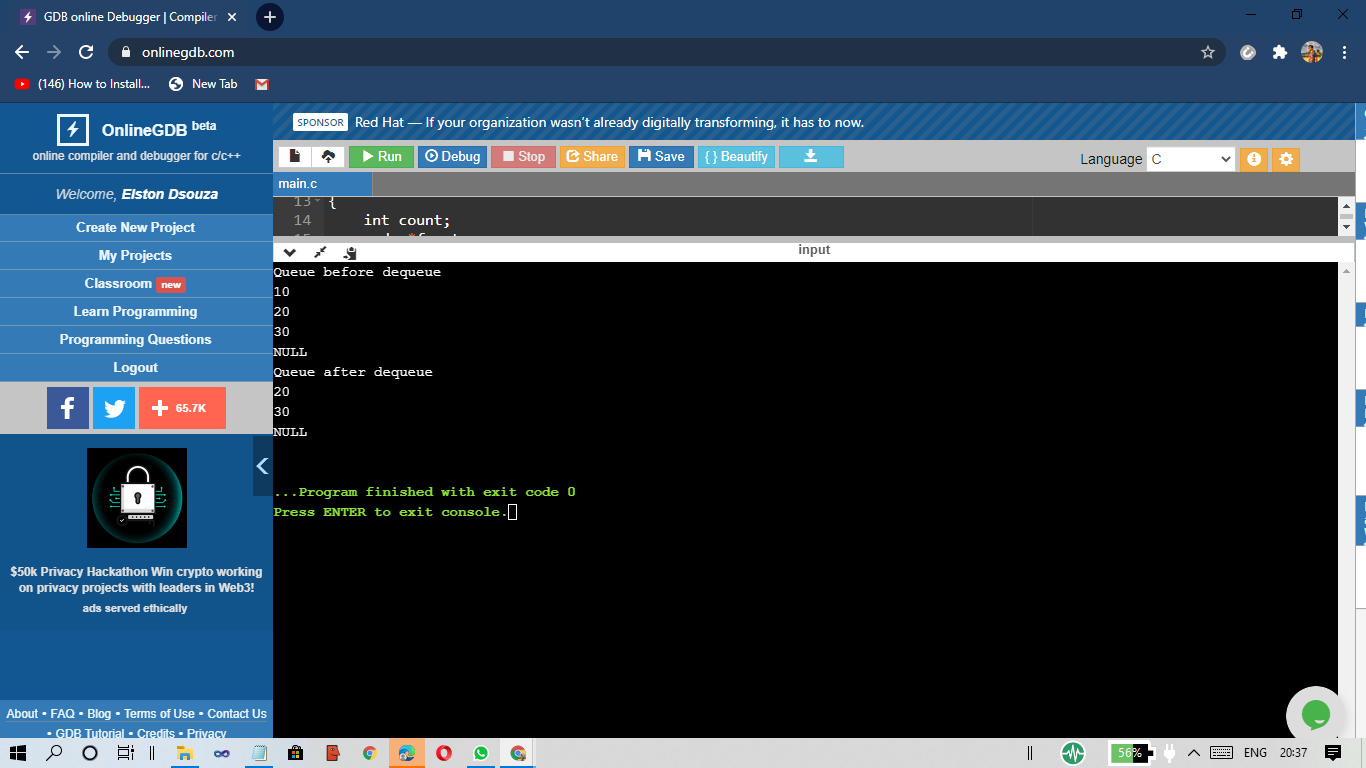 GDB online Debugger | Compiler
onlinegdb.com
(146) How to Install...
New Tab
OnlineGDB beta
online compiler and debugger for c/c++
Welcome, Elston Dsouza
Create New Project
My Projects
Classroom new
Learn Programming
Programming Questions
Logout
65.7K
$50k Privacy Hackathon Win crypto working
on privacy projects with leaders in Web3!
ads served ethically
About • FAQ • Blog • Terms of Use • Contact Us
• GDB Tutorial • Credits • Privacy
SPONSOR Red Hat — If your organization wasn't already digitally transforming, it has to now.
Run Debug Stop Share Save { } Beautify
Language C
main.c
13 {
14 int count;
input
Queue before dequeue
10
20
30
NULL
Queue after dequeue
20
30
NULL
...Program finished with exit code 0
Press ENTER to exit console.
56% ENG 20:37